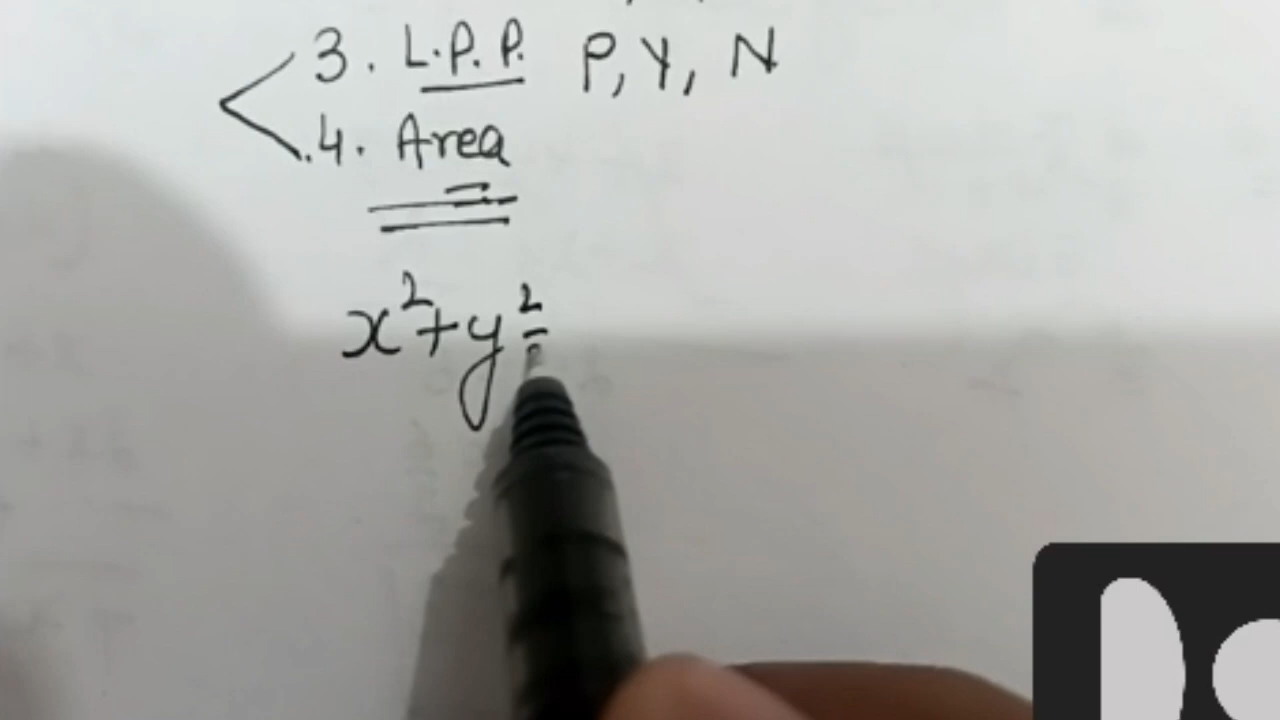 3. L.P.P. P, Y, N
4. Area
x²+y²=